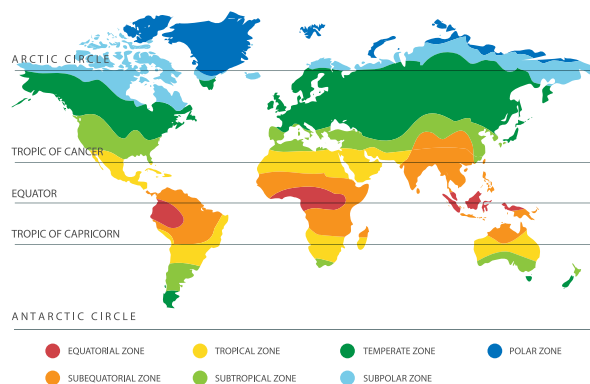 ARCTIC CIRCLE
TROPIC OF CANCER
EQUATOR
TROPIC OF CAPRICORN
ANTARCTIC CIRCLE
EQUATORIAL ZONE
TROPICAL ZONE
TEMPERATE ZONE
POLAR ZONE
SUBEQUATORIAL ZONE
SUBTROPICAL ZONE
SUBPOLAR ZONE